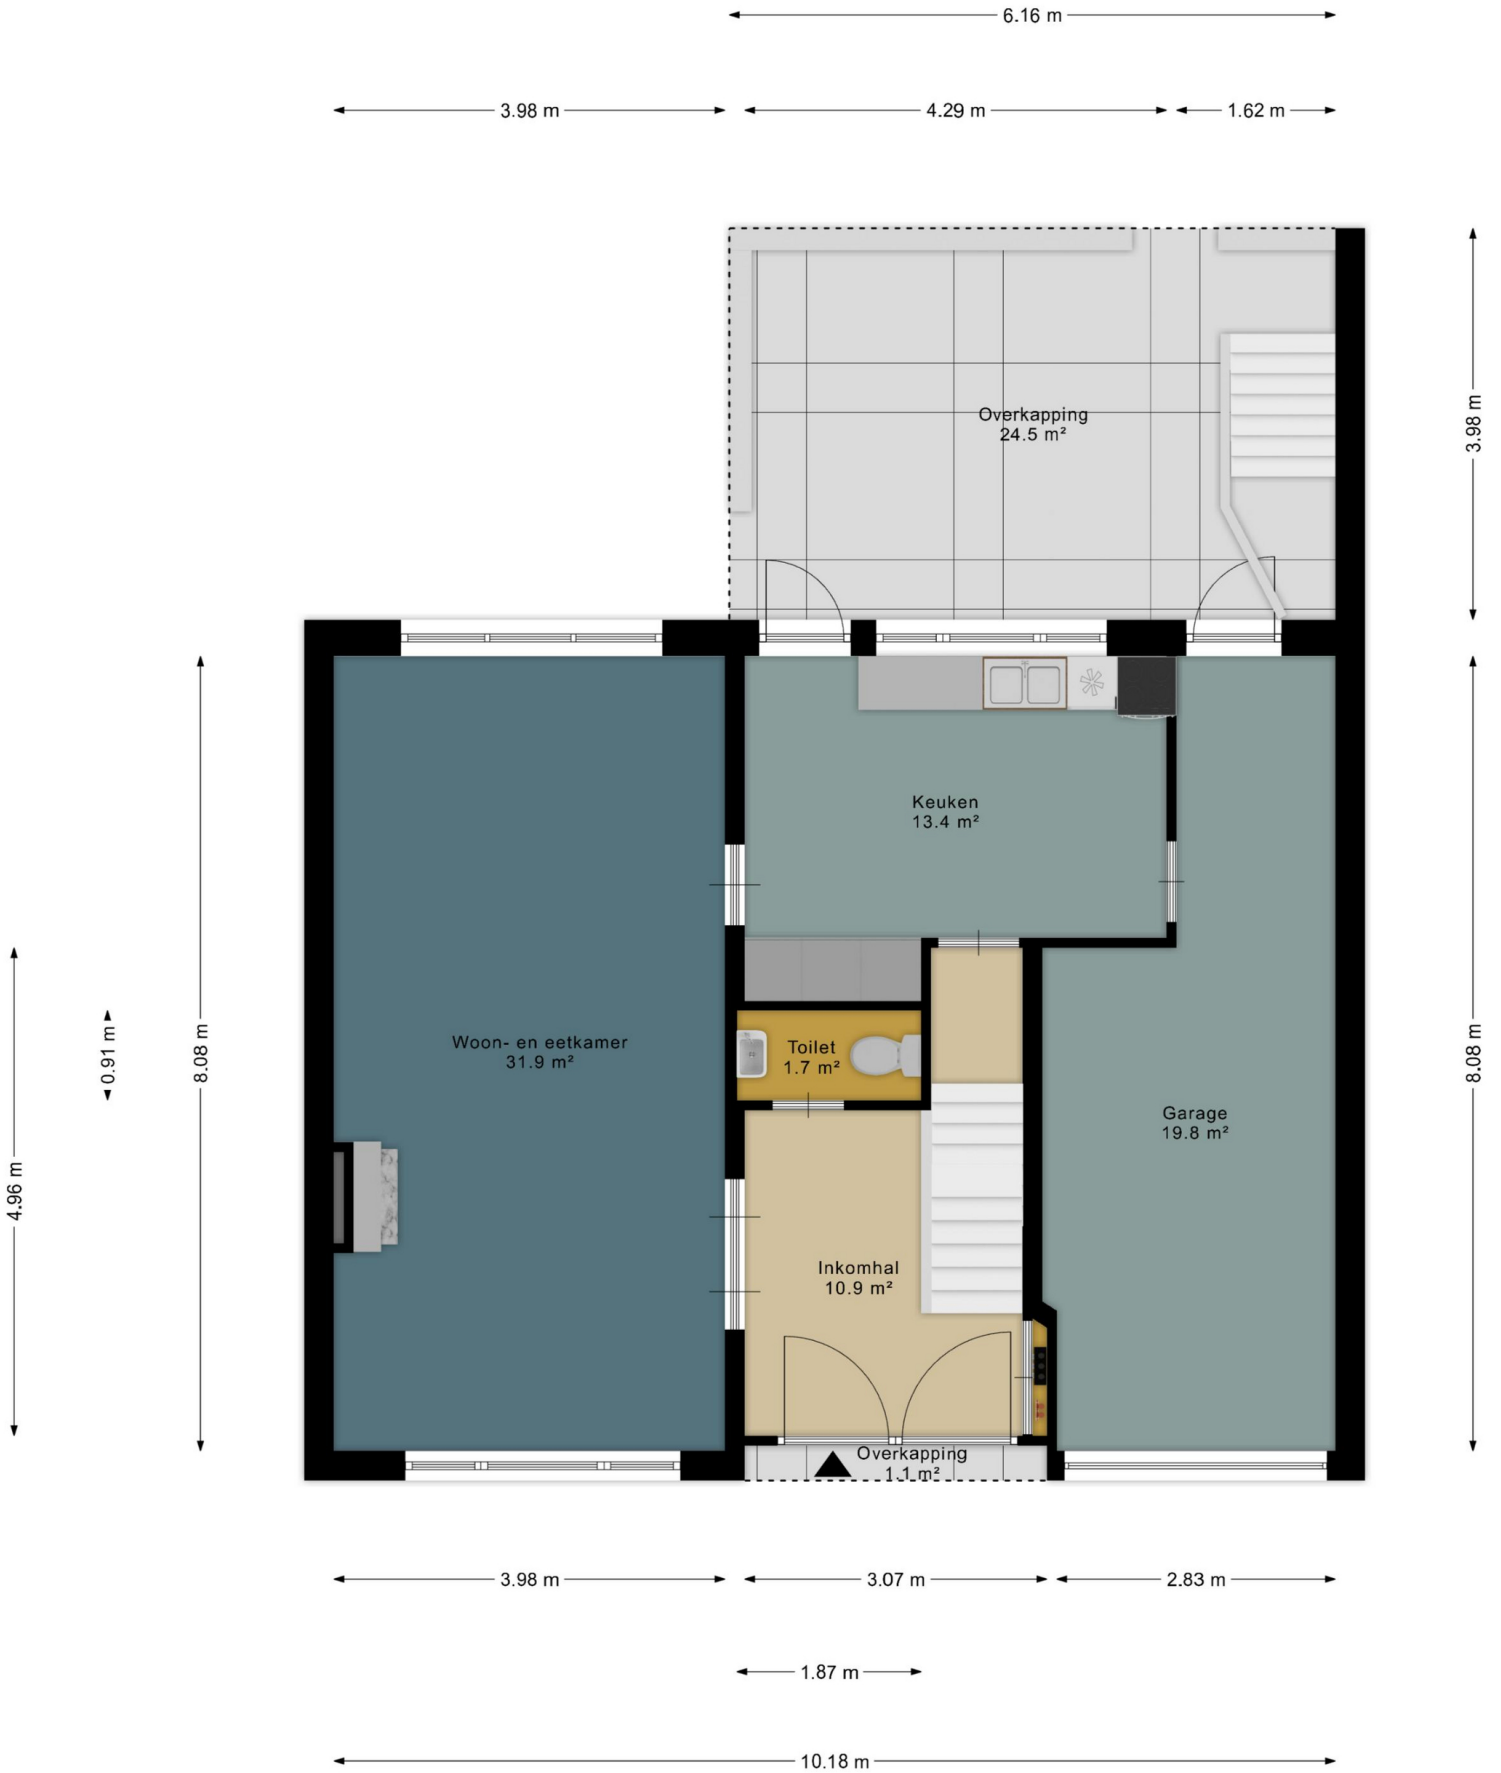 6.16 m
3.98 m
4.29 m
1.62 m
Overkapping
24.5 m²
3.98 m
Keuken
13.4 m²
Woon- en eetkamer
31.9 m²
Toilet
1.7 m²
Garage
19.8 m²
Inkomhal
10.9 m²
Overkapping
1.1 m²
4.96 m
0.91 m
8.08 m
8.08 m
3.98 m
3.07 m
2.83 m
1.87 m
10.18 m